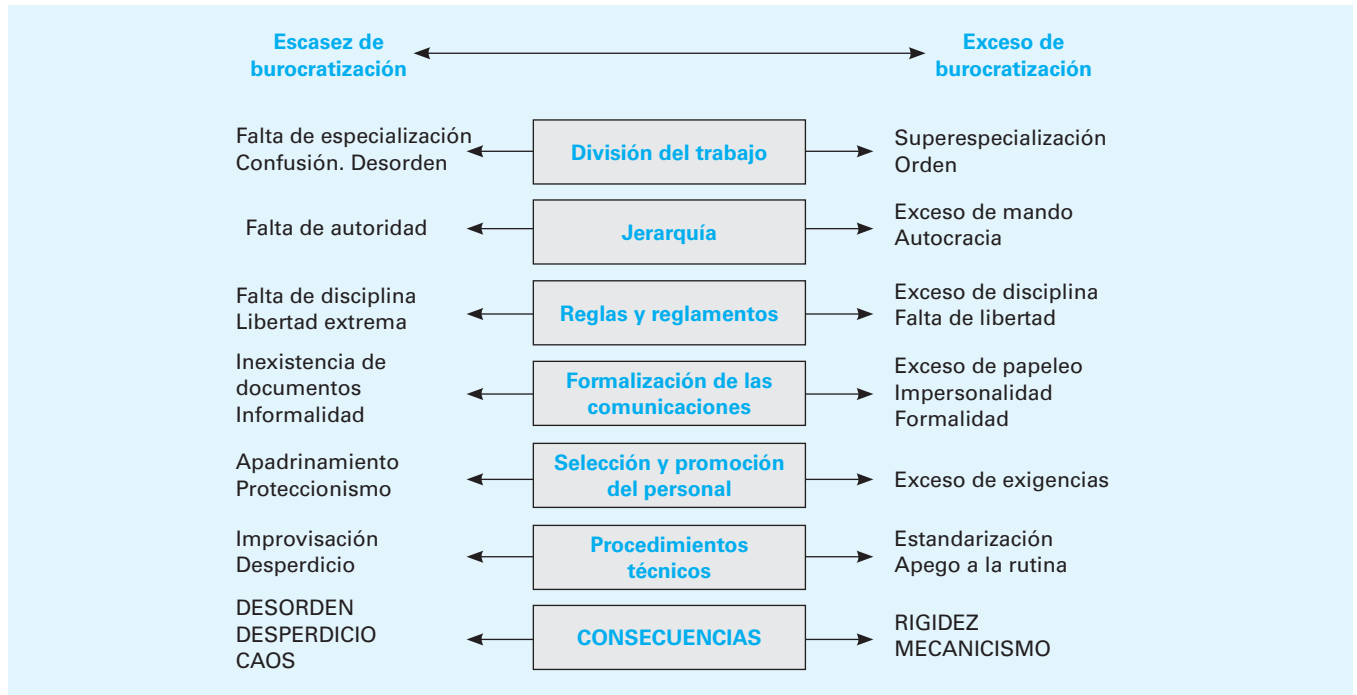 Escasez de
burocratización
Exceso de
burocratización
Falta de especialización
Confusión. Desorden
División del trabajo
Superespecialización
Orden
Falta de autoridad
Jerarquía
Exceso de mando
Autocracia
Falta de disciplina
Libertad extrema
Reglas y reglamentos
Exceso de disciplina
Falta de libertad
Inexistencia de
documentos
Informalidad
Formalización de las
comunicaciones
Exceso de papeleo
Impersonalidad
Formalidad
Apadrinamiento
Proteccionismo
Selección y promoción
del personal
Exceso de exigencias
Improvisación
Desperdicio
Procedimientos
técnicos
Estandarización
Apego a la rutina
DESORDEN
DESPERDICIO
CAOS
CONSECUENCIAS
RIGIDEZ
MECANICISMO